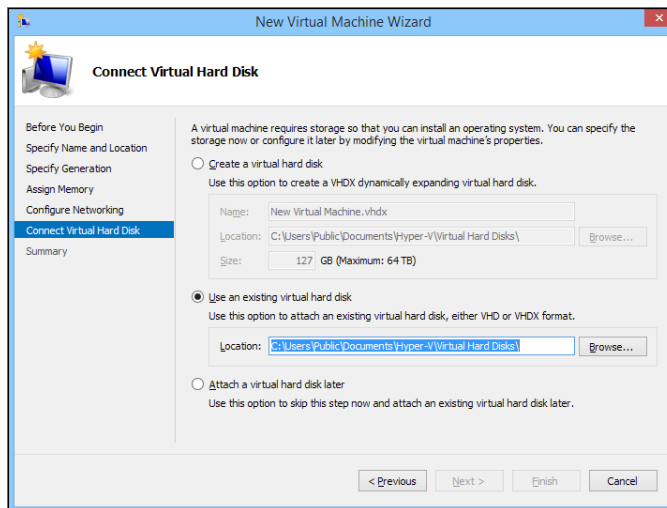 New Virtual Machine Wizard
Connect Virtual Hard Disk
Before You Begin
Specify Name and Location
Specify Generation
Assign Memory
Configure Networking
Connect Virtual Hard Disk
Summary
A virtual machine requires storage so that you can install an operating system. You can specify the
storage now or configure it later by modifying the virtual machine's properties.
Create a virtual hard disk
Use this option to create a VHDX dynamically expanding virtual hard disk.
Name: New Virtual Machine.vhdx
Location: C:\Users\Public\Documents\Hyper-V\Virtual Hard Disks\ Browse...
Size: 127 GB (Maximum: 64 TB)
Use an existing virtual hard disk
Use this option to attach an existing virtual hard disk, either VHD or VHDX format.
Location: C:\Users\Public\Documents\Hyper-V\Virtual Hard Disks\ Browse...
Attach a virtual hard disk later
Use this option to skip this step now and attach an existing virtual hard disk later.
< Previous Next > Finish Cancel